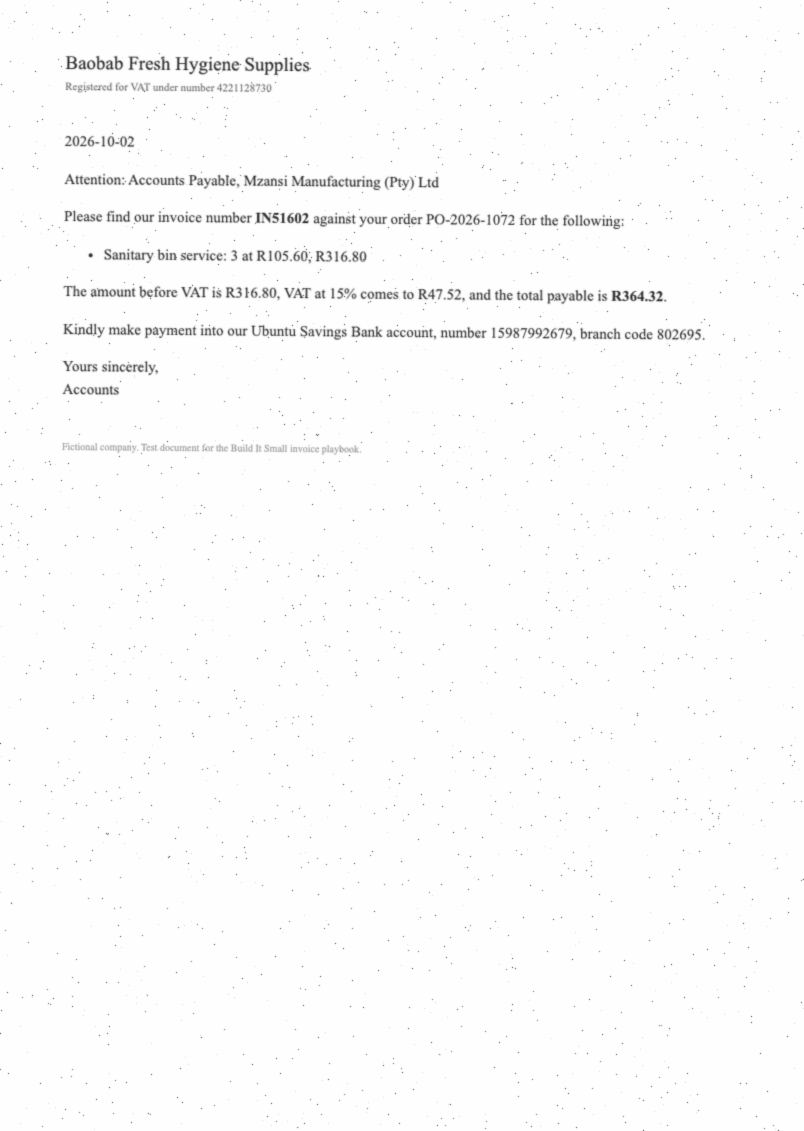 Baobab Fresh Hygiene Supplies
Registered for VAT under number 4221128730
2026-10-02
Attention: Accounts Payable, Mzansi Manufacturing (Pty) Ltd
Please find our invoice number IN51602 against your order PO-2026-1072 for the following:
• Sanitary bin service: 3 at R105.60; R316.80
The amount before VAT is R316.80, VAT at 15% comes to R47.52, and the total payable is R364.32.
Kindly make payment into our Ubuntu Savings Bank account, number 15987992679, branch code 802695.
Yours sincerely,
Accounts
Fictional company. Test document for the Build It Small invoice playbook.